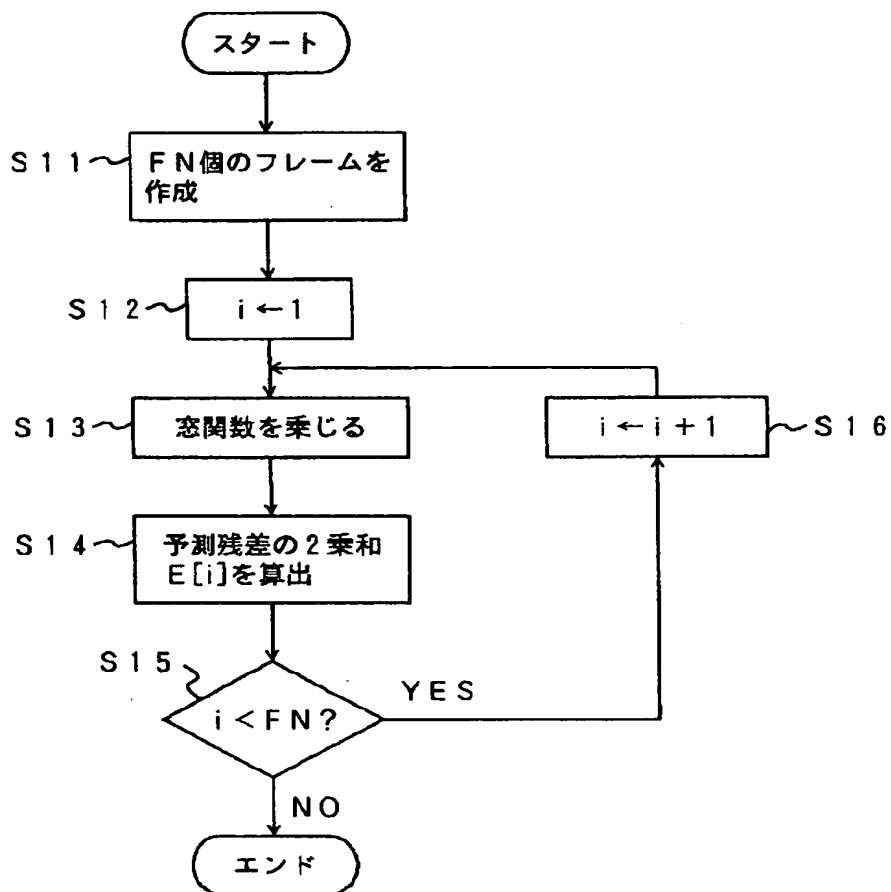 スタート
S11
FN個のフレームを
作成
S12
i←1
S13
窓関数を乗じる
i←i+1
S16
S14
予測残差の2乗和
E[i]を算出
S15
i<FN?
YES
NO
エンド